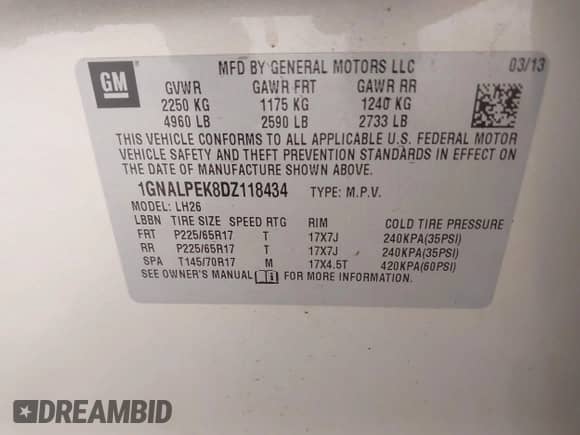 GM
MFD BY GENERAL MOTORS LLC 03/13
GVWR GAWR FRT GAWR RR
2250 KG 1175 KG 1240 KG
4960 LB 2590 LB 2733 LB
THIS VEHICLE CONFORMS TO ALL APPLICABLE U.S. FEDERAL MOTOR
VEHICLE SAFETY AND THEFT PREVENTION STANDARDS IN EFFECT ON
THE DATE OF MANUFACTURE SHOWN ABOVE.
1GNALPEK8DZ118434 TYPE: M.P.V.
MODEL: LH26
LBBN TIRE SIZE SPEED RTG RIM COLD TIRE PRESSURE
FRT P225/65R17 T 17X7J 240KPA(35PSI)
RR P225/65R17 T 17X7J 240KPA(35PSI)
SPA T145/70R17 M 17X4.5T 420KPA(60PSI)
SEE OWNER'S MANUAL FOR MORE INFORMATION.
DREAMBID